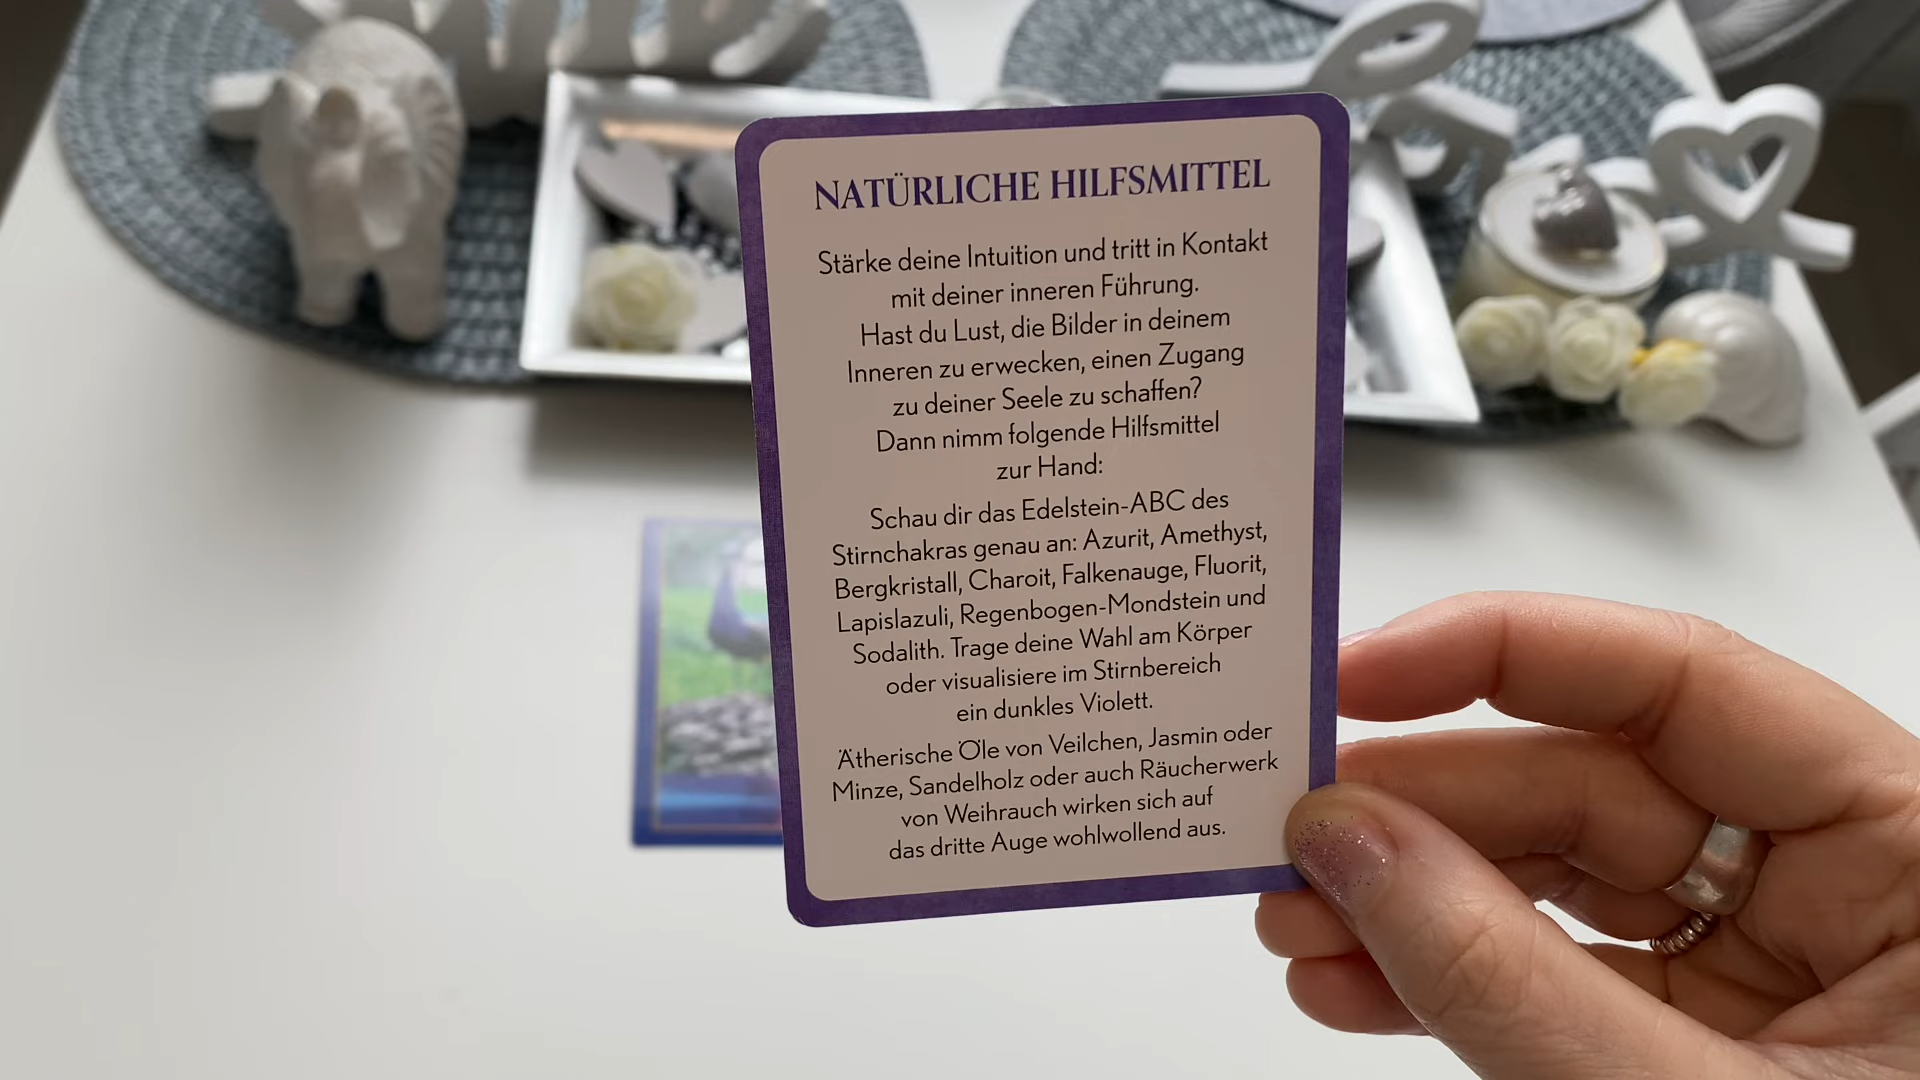 NATÜRLICHE HILFSMITTEL
Stärke deine Intuition und tritt in Kontakt
mit deiner inneren Führung.
Hast du Lust, die Bilder in deinem
Inneren zu erwecken, einen Zugang
zu deiner Seele zu schaffen?
Dann nimm folgende Hilfsmittel
zur Hand:
Schau dir das Edelstein-ABC des
Stirnchakras genau an: Azurit, Amethyst,
Bergkristall, Charoit, Falkenauge, Fluorit,
Lapislazuli, Regenbogen-Mondstein und
Sodalith. Trage deine Wahl am Körper
oder visualisiere im Stirnbereich
ein dunkles Violett.
Ätherische Öle von Veilchen, Jasmin oder
Minze, Sandelholz oder auch Räucherwerk
von Weihrauch wirken sich auf
das dritte Auge wohlwollend aus.